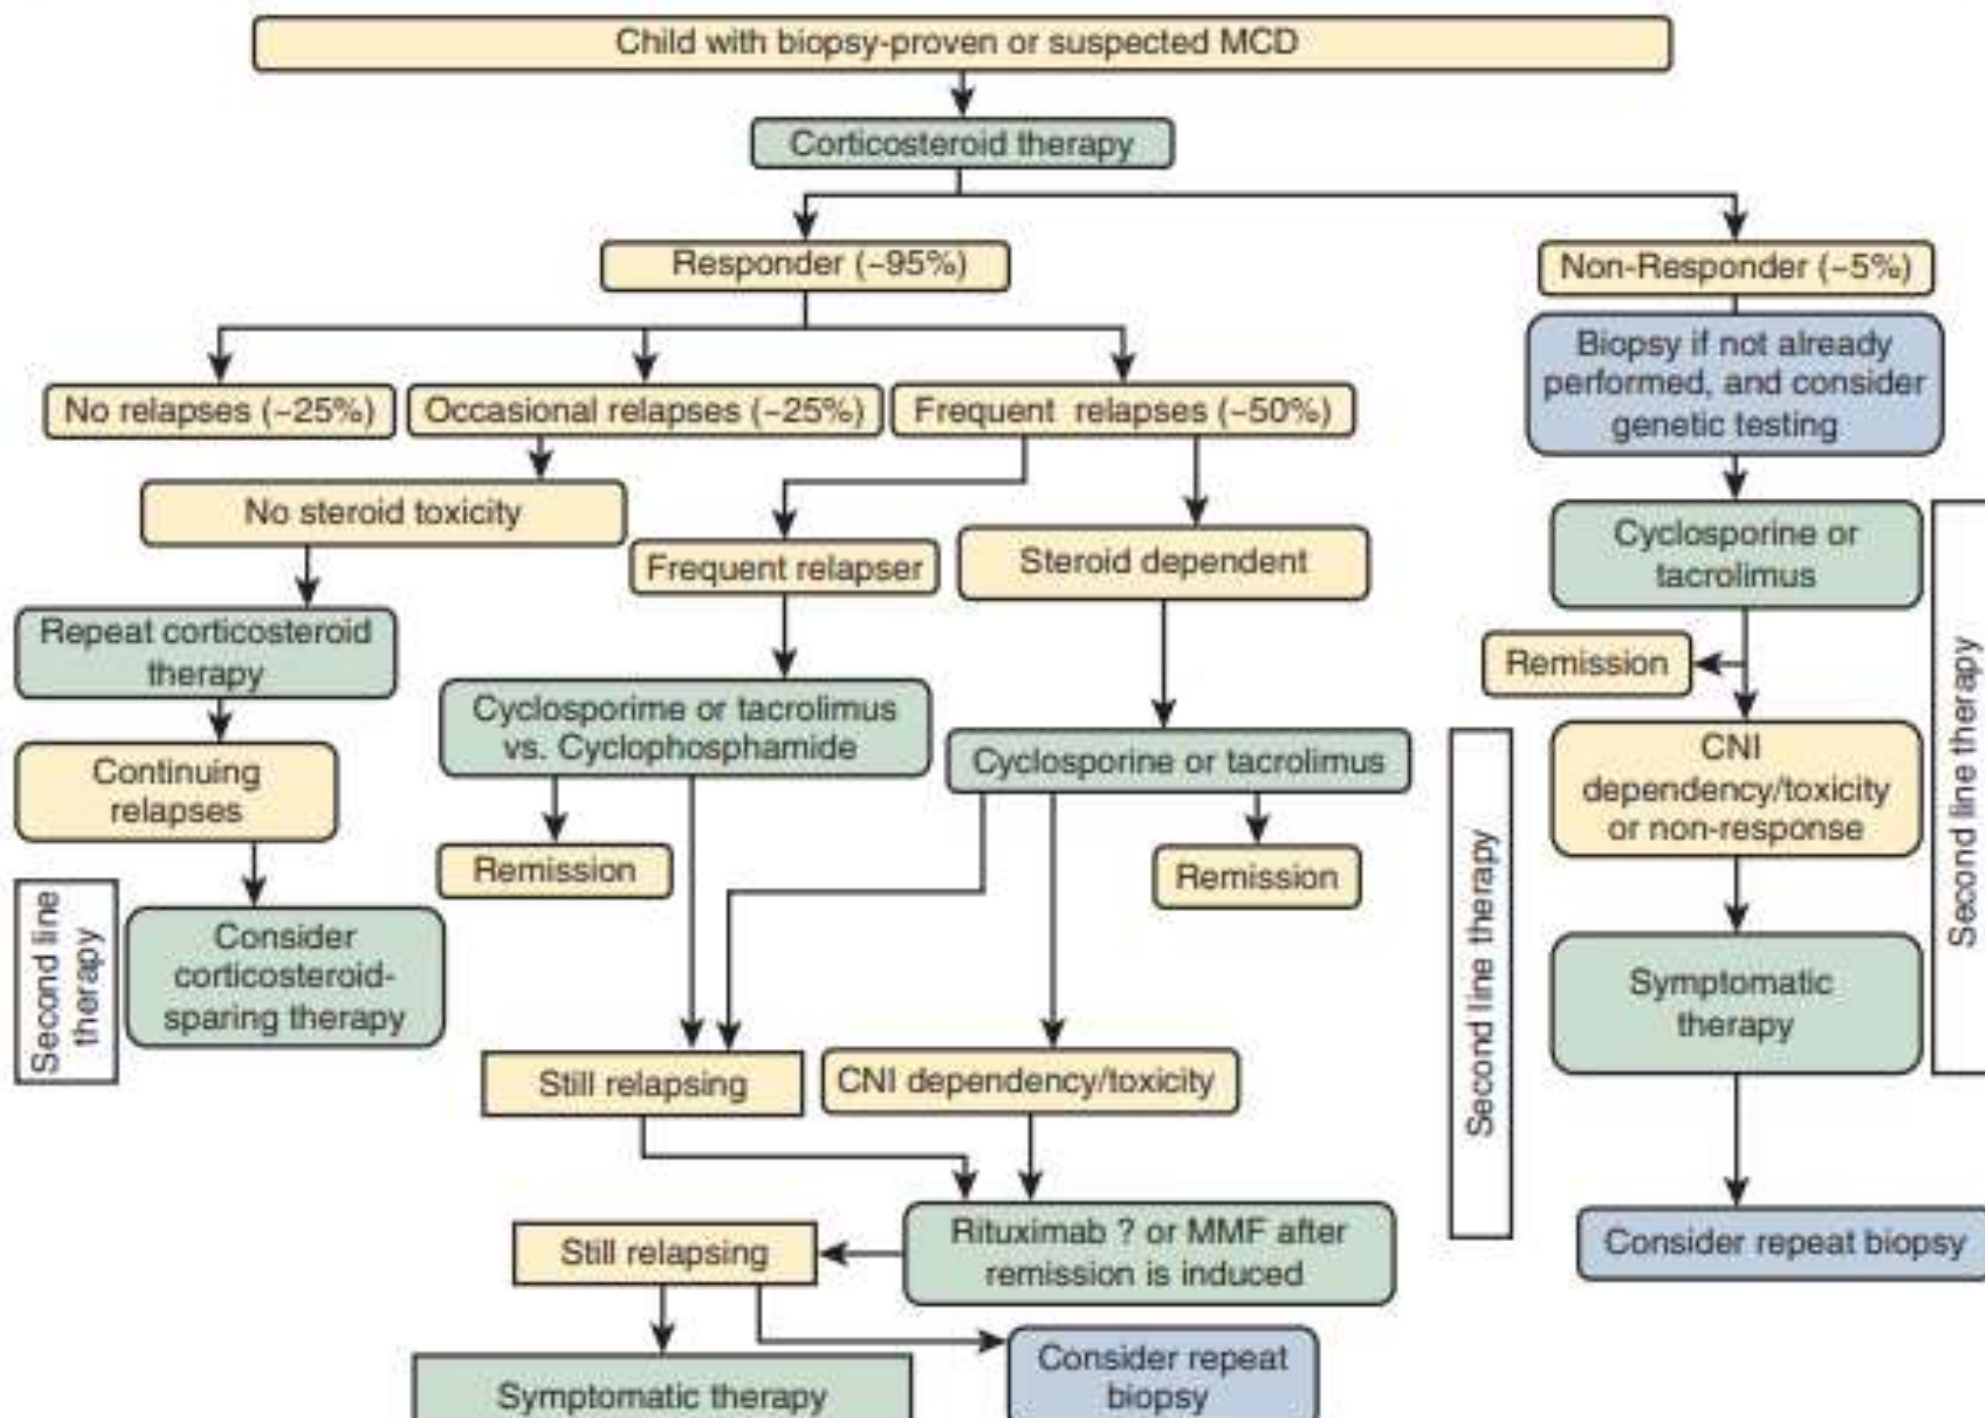 Child with biopsy-proven or suspected MCD
Corticosteroid therapy
Responder (~95%)
Non-Responder (~5%)
Biopsy if not already
performed, and consider
genetic testing
No relapses (~25%)
Occasional relapses (~25%)
Frequent relapses (~50%)
No steroid toxicity
Frequent relapser
Steroid dependent
Cyclosporine or
tacrolimus
Repeat corticosteroid
therapy
Remission
Cyclosporime or tacrolimus
vs. Cyclophosphamide
Cyclosporine or tacrolimus
CNI
dependency/toxicity
or non-response
Continuing
relapses
Remission
Remission
Second line
therapy
Consider
corticosteroid-
sparing therapy
Second line therapy
Second line therapy
Symptomatic
therapy
Still relapsing
CNI dependency/toxicity
Still relapsing
Rituximab ? or MMF after
remission is induced
Consider repeat biopsy
Symptomatic therapy
Consider repeat
biopsy